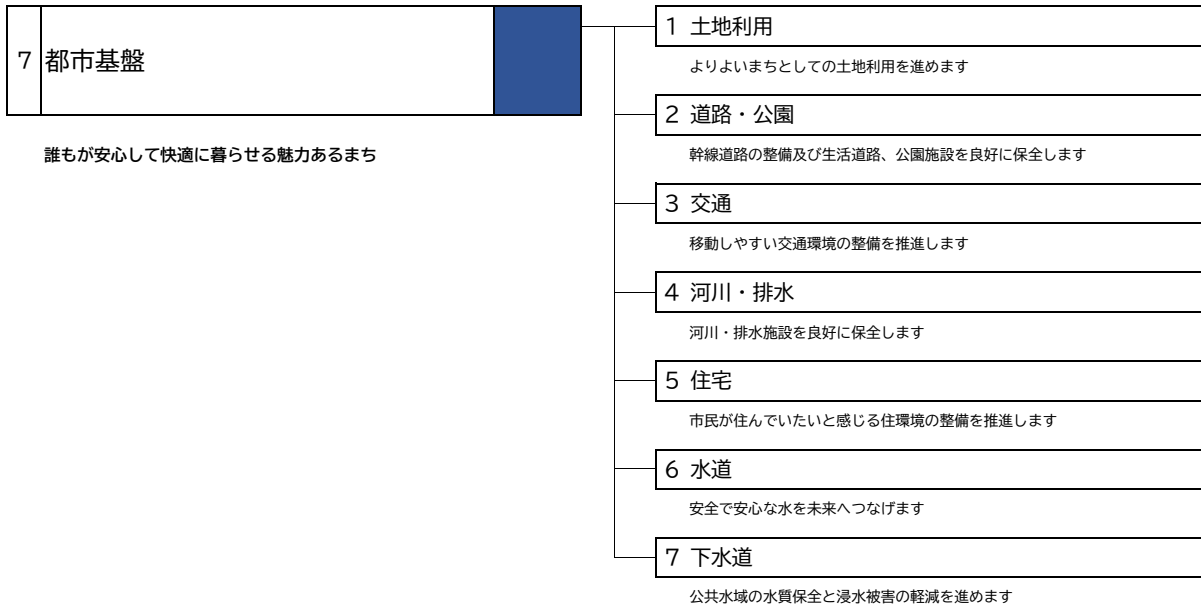 7 都市基盤
誰もが安心して快適に暮らせる魅力あるまち
1 土地利用
よりよいまちとしての土地利用を進めます
2 道路・公園
幹線道路の整備及び生活道路、公園施設を良好に保全します
3 交通
移動しやすい交通環境の整備を推進します
4 河川・排水
河川・排水施設を良好に保全します
5 住宅
市民が住んでいたいと感じる住環境の整備を推進します
6 水道
安全で安心な水を未来へつなげます
7 下水道
公共水域の水質保全と浸水被害の軽減を進めます